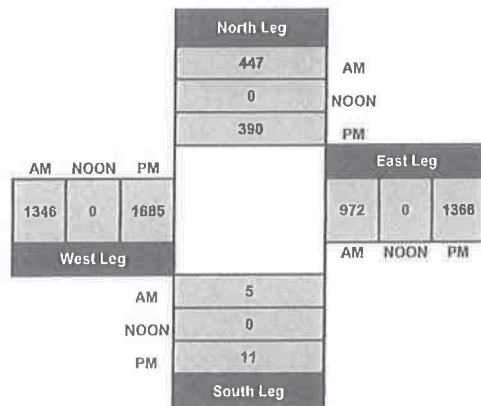 North Leg
447 AM
0 NOON
390 PM
AM NOON PM
East Leg
1346 0 1685
972 0 1368
West Leg
AM NOON PM
AM 5
NOON 0
PM 11
South Leg